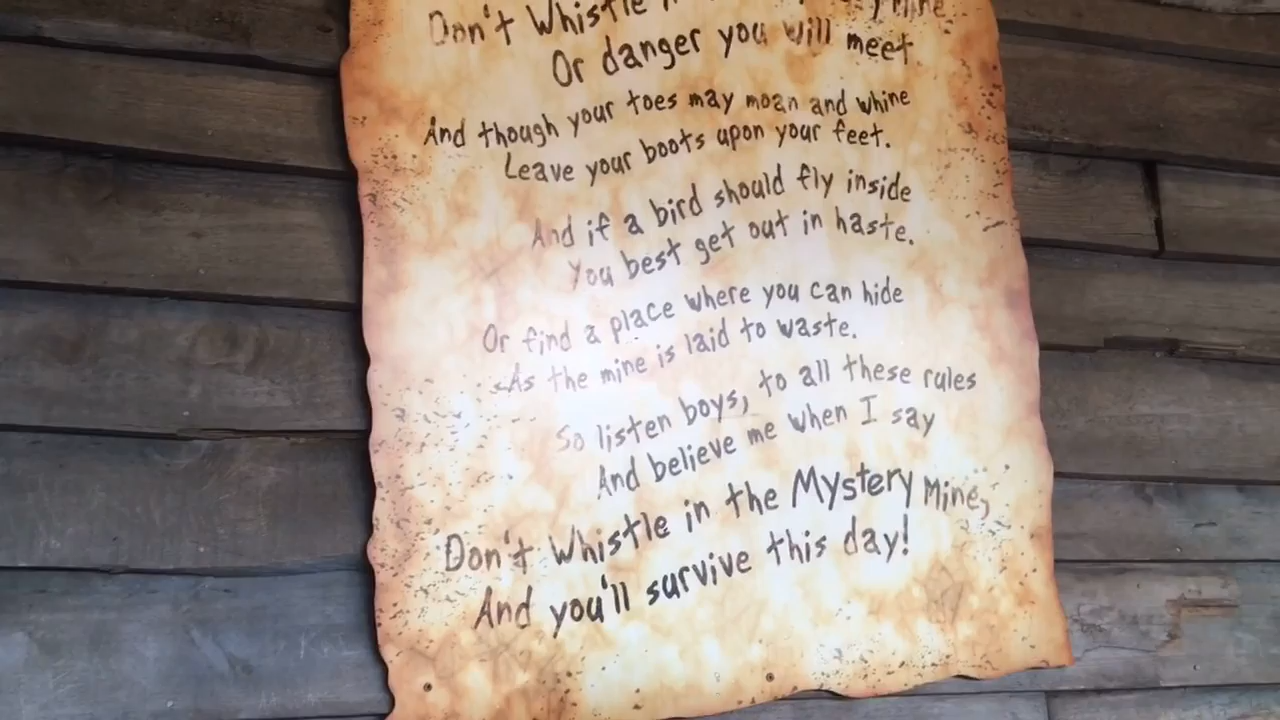 Don't Whistle
Or danger you will meet
And though your toes may moan and whine
Leave your boots upon your feet.
And if a bird should fly inside
You best get out in haste.
Or find a place where you can hide
As the mine is laid to waste.
So listen boys, to all these rules
And believe me when I say
Don't Whistle in the Mystery Mine,
And you'll survive this day!